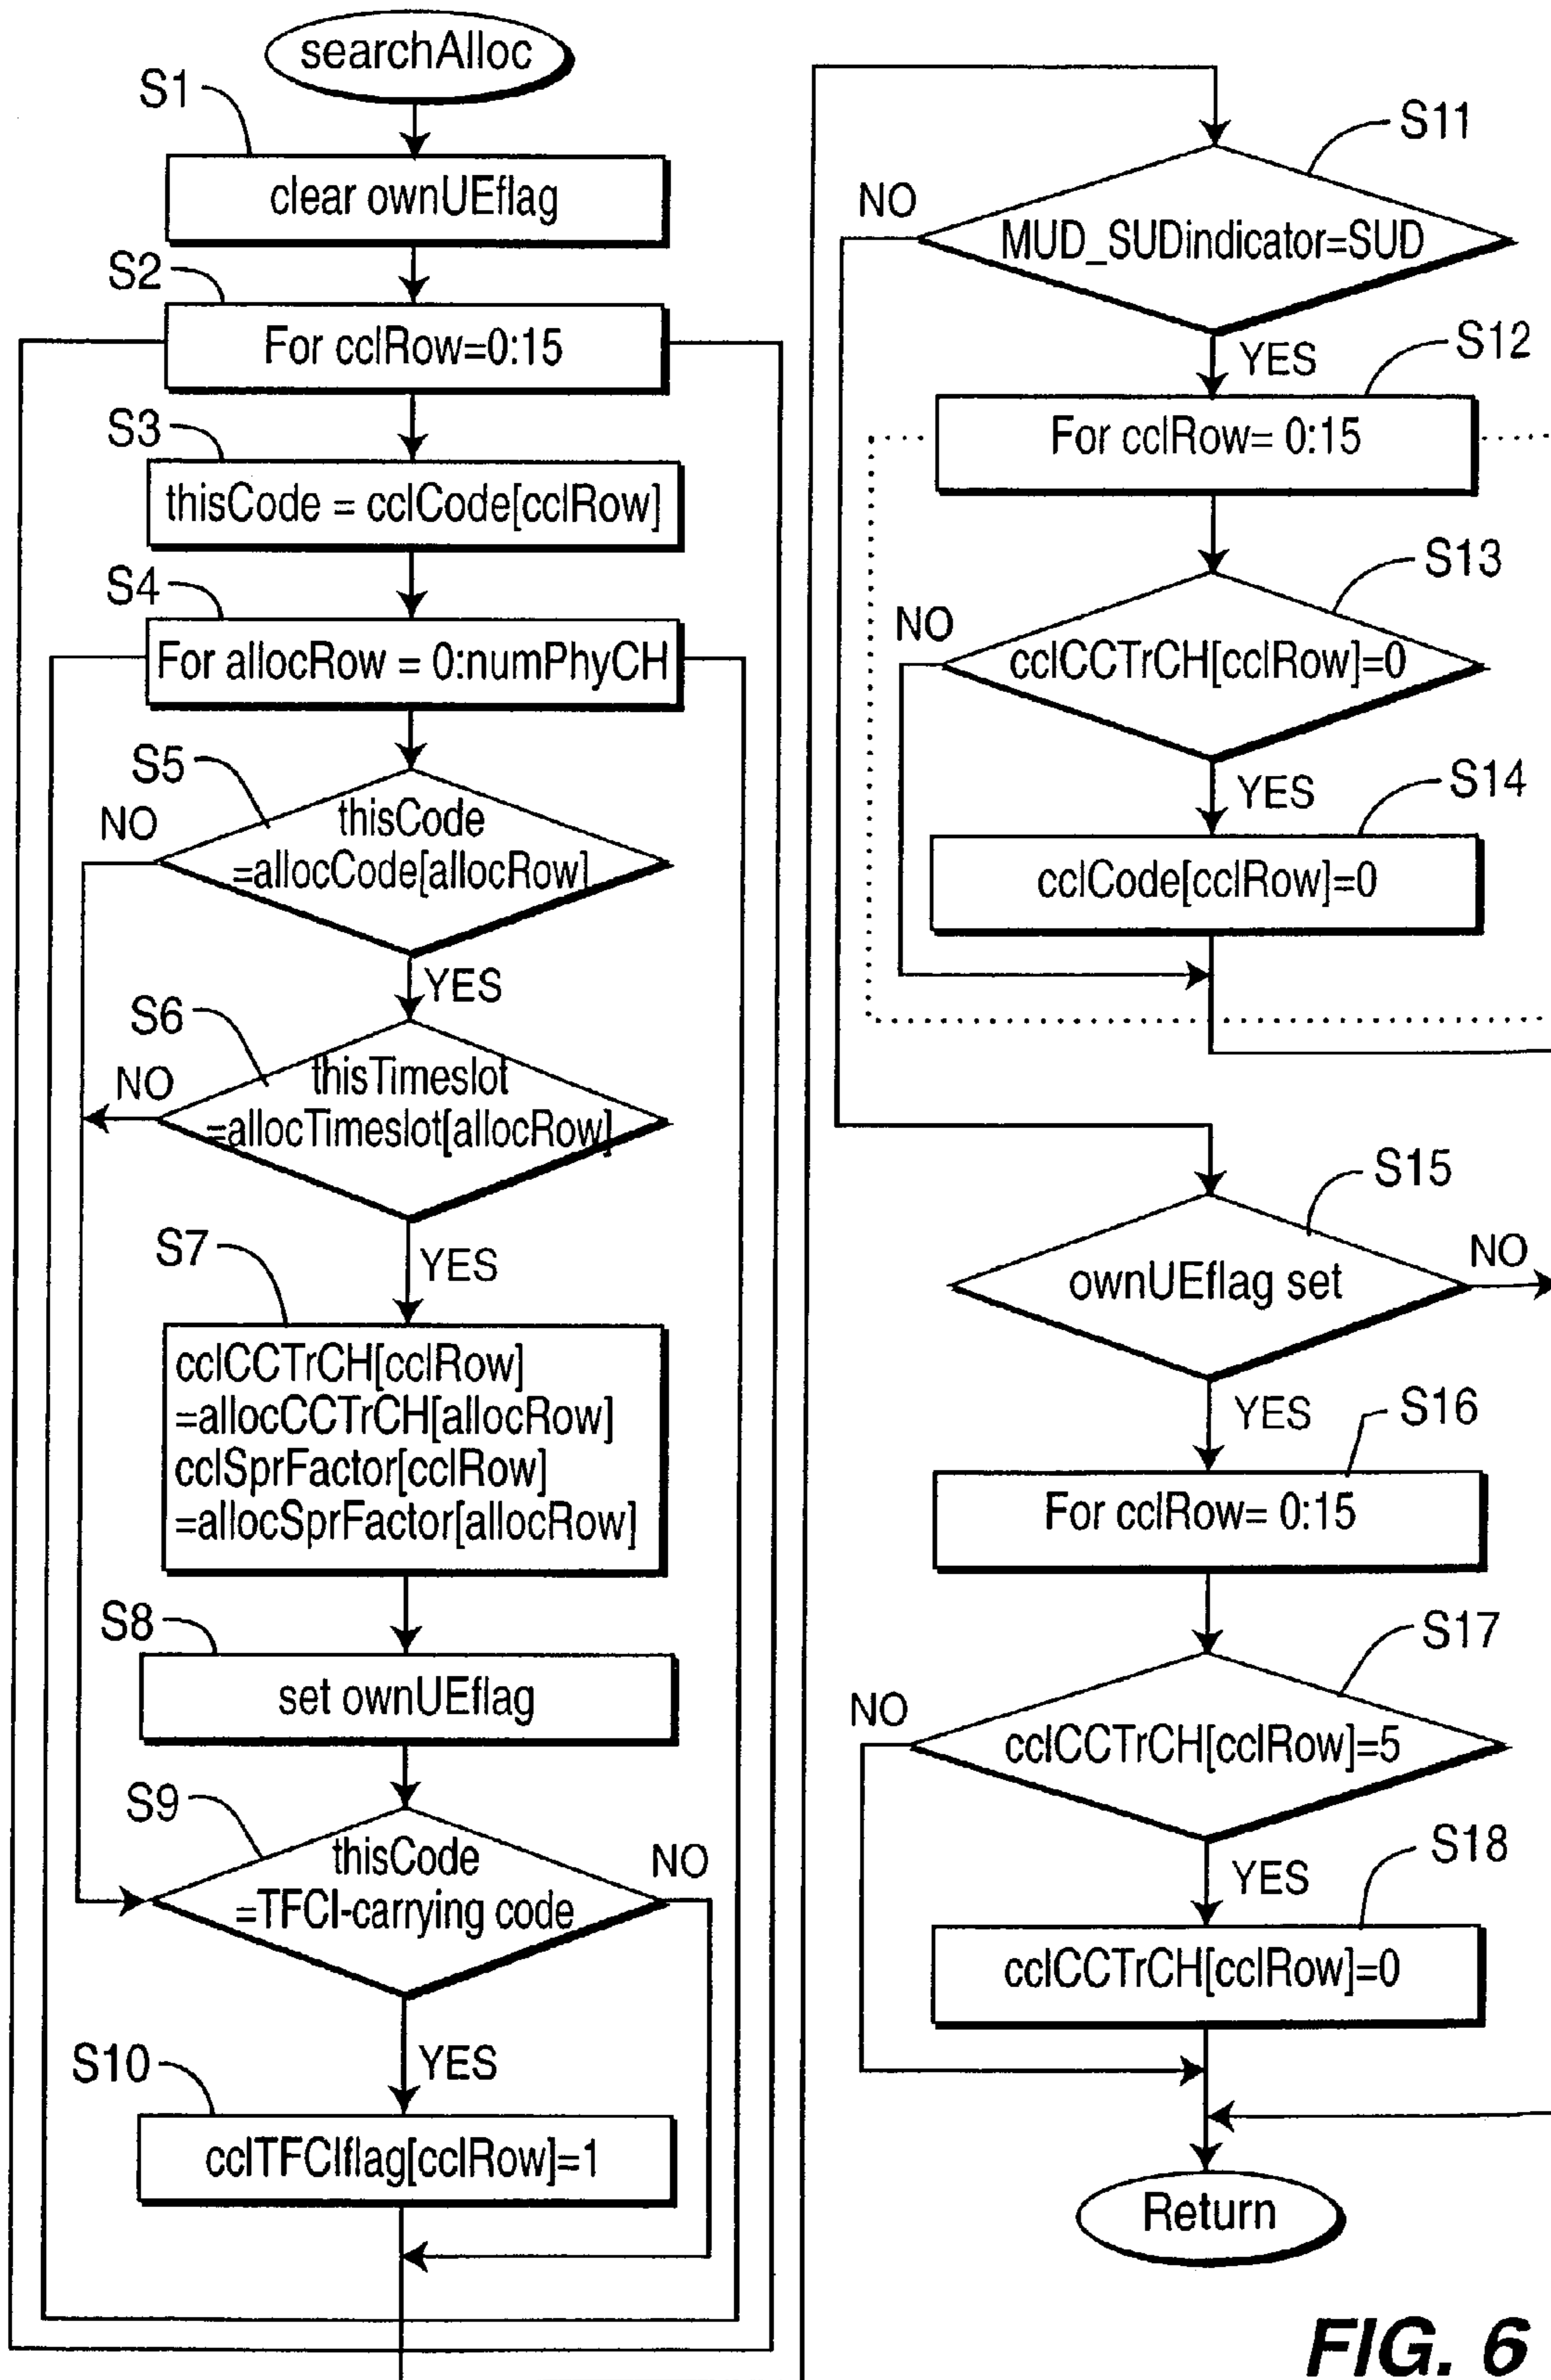 searchAlloc
S1
clear ownUEflag
S2
For cclRow=0:15
S3
thisCode = cclCode[cclRow]
S4
For allocRow = 0:numPhyCH
S5
thisCode
=allocCode[allocRow]
NO
YES
S6
thisTimeslot
=allocTimeslot[allocRow]
NO
YES
S7
cclCCTrCH[cclRow]
=allocCCTrCH[allocRow]
cclSprFactor[cclRow]
=allocSprFactor[allocRow]
S8
set ownUEflag
S9
thisCode
=TFCI-carrying code
NO
YES
S10
cclTFCIflag[cclRow]=1
S11
NO
MUD_SUDindicator=SUD
YES
S12
For cclRow= 0:15
S13
NO
cclCCTrCH[cclRow]=0
YES
S14
cclCode[cclRow]=0
S15
ownUEflag set
NO
YES
S16
For cclRow= 0:15
S17
NO
cclCCTrCH[cclRow]=5
YES
S18
cclCCTrCH[cclRow]=0
Return
FIG. 6